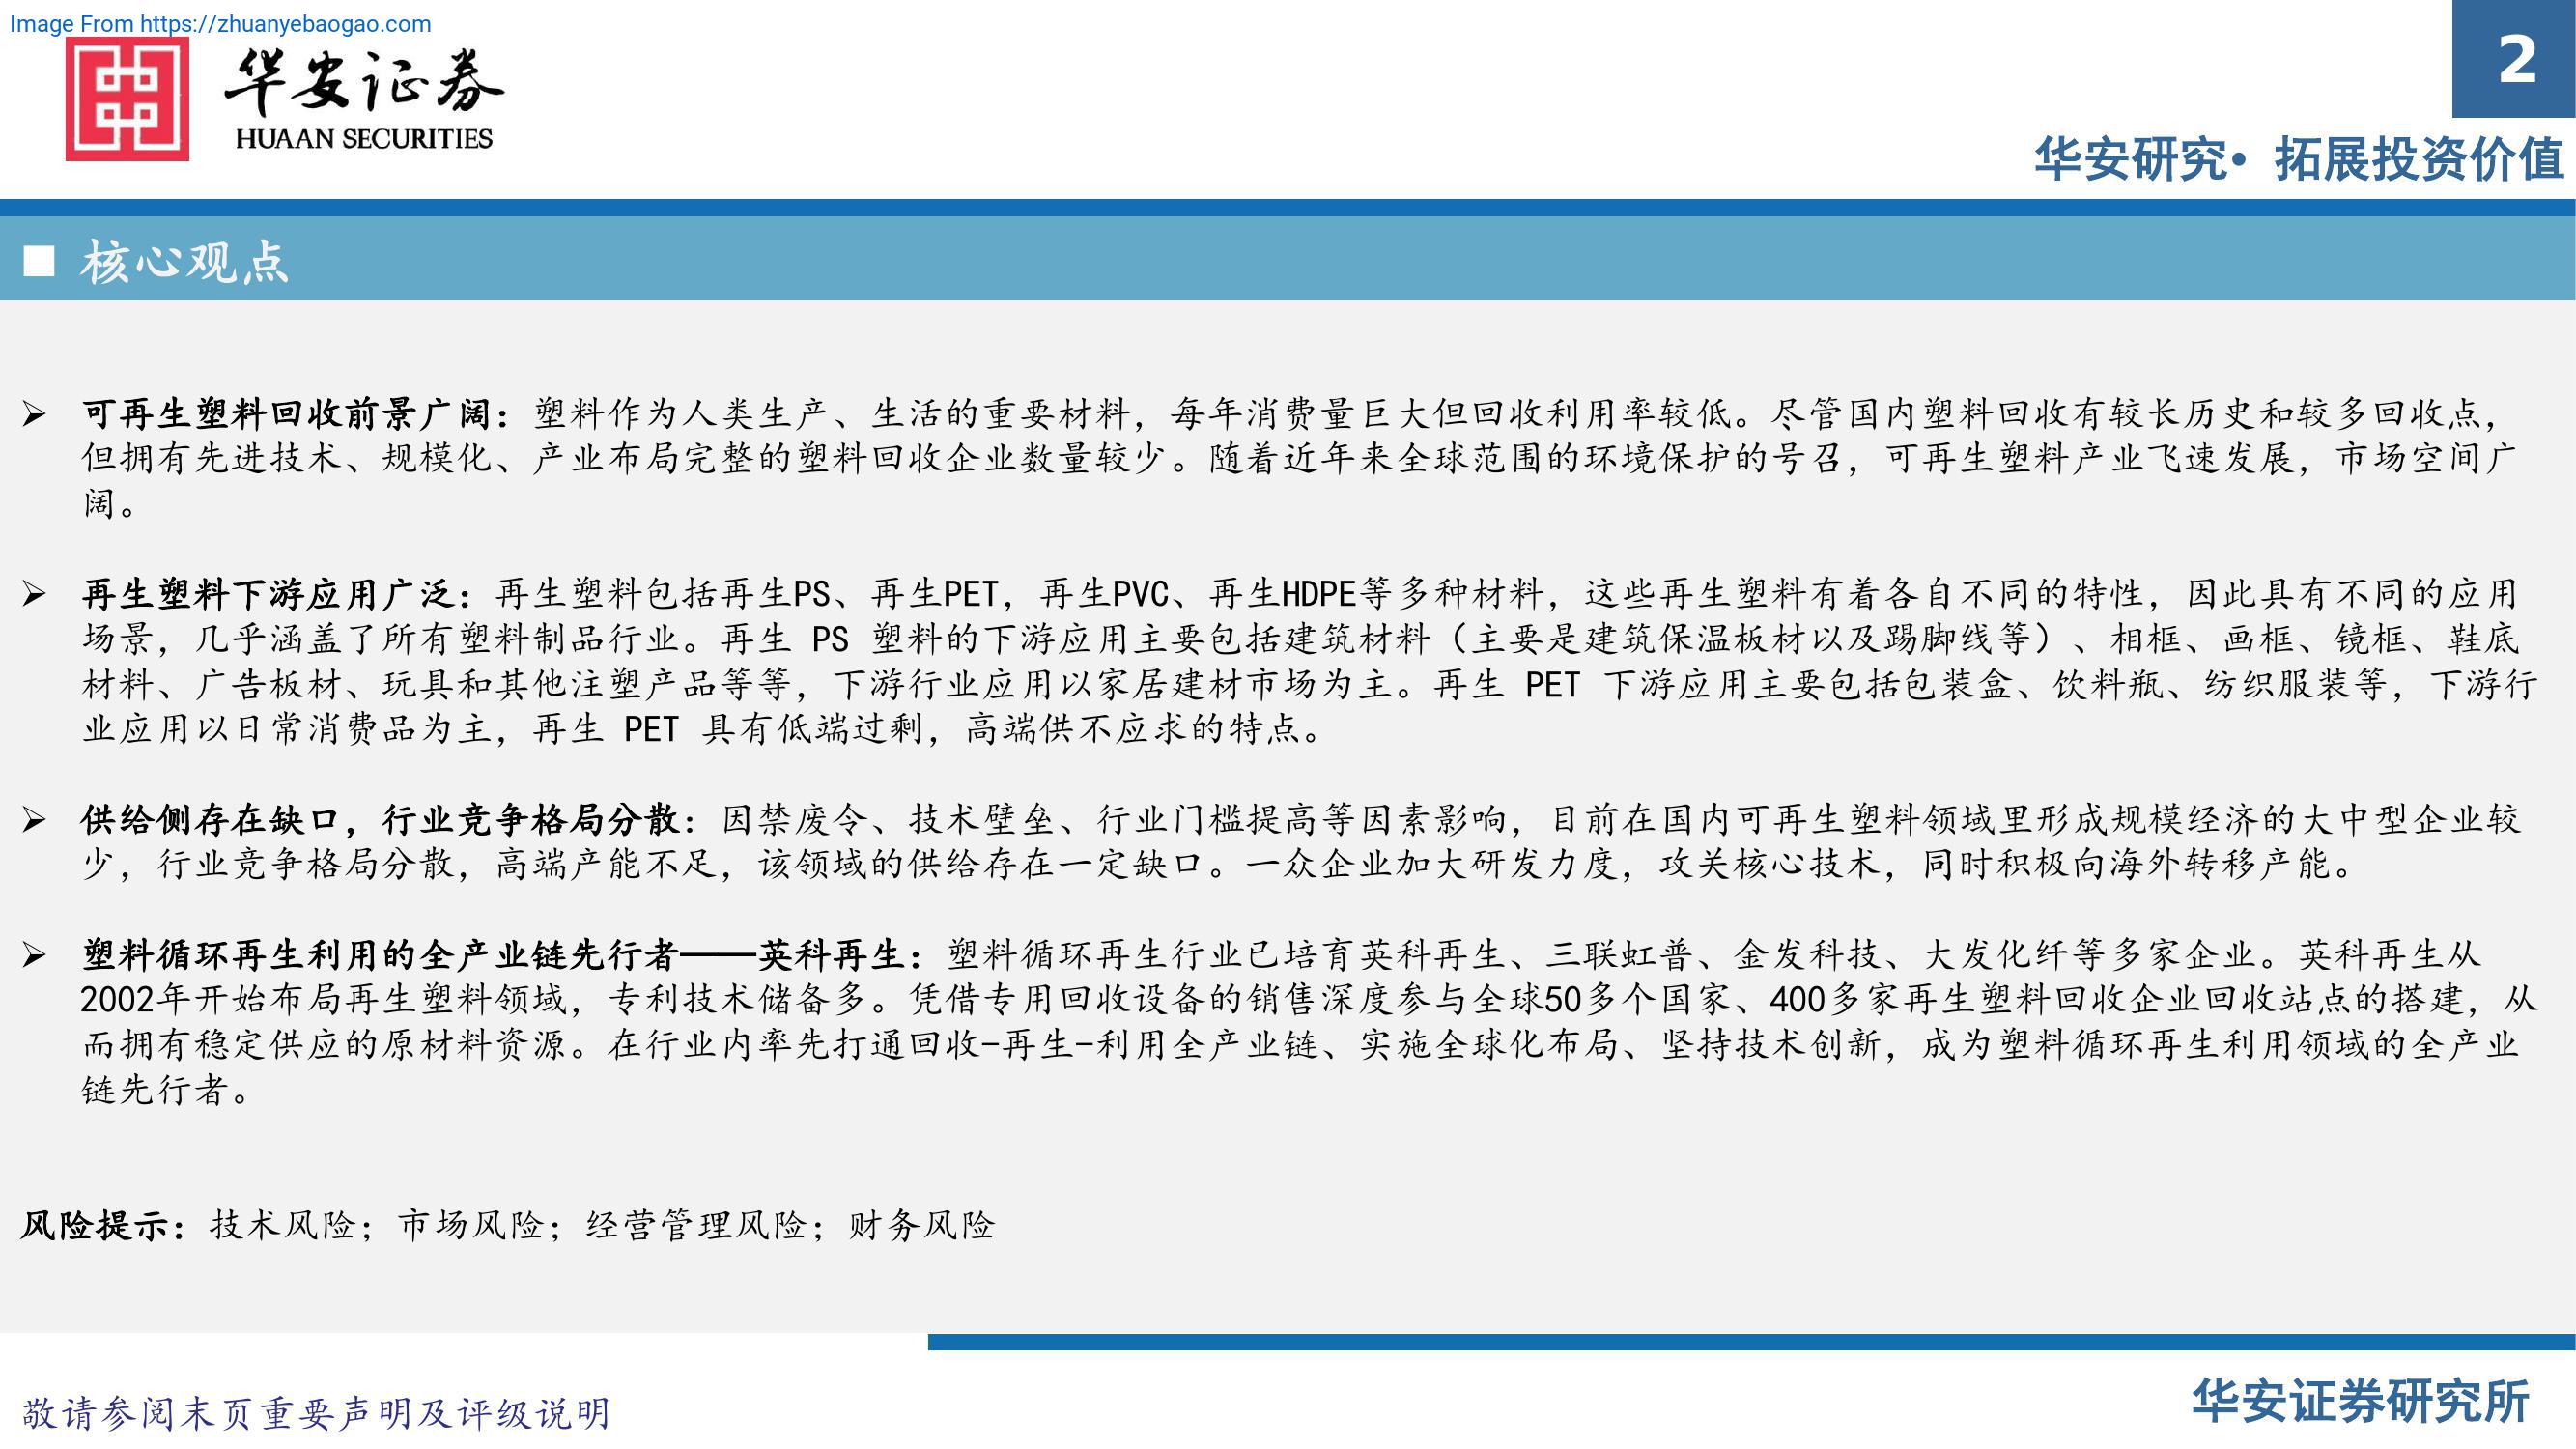 Image From https://zhuanyebaogao.com
华安证券
HUAAN SECURITIES
2
华安研究• 拓展投资价值
■ 核心观点
➢ 可再生塑料回收前景广阔：塑料作为人类生产、生活的重要材料，每年消费量巨大但回收利用率较低。尽管国内塑料回收有较长历史和较多回收点，
但拥有先进技术、规模化、产业布局完整的塑料回收企业数量较少。随着近年来全球范围的环境保护的号召，可再生塑料产业飞速发展，市场空间广
阔。
➢ 再生塑料下游应用广泛：再生塑料包括再生PS、再生PET，再生PVC、再生HDPE等多种材料，这些再生塑料有着各自不同的特性，因此具有不同的应用
场景，几乎涵盖了所有塑料制品行业。再生 PS 塑料的下游应用主要包括建筑材料（主要是建筑保温板材以及踢脚线等）、相框、画框、镜框、鞋底
材料、广告板材、玩具和其他注塑产品等等，下游行业应用以家居建材市场为主。再生 PET 下游应用主要包括包装盒、饮料瓶、纺织服装等，下游行
业应用以日常消费品为主，再生 PET 具有低端过剩，高端供不应求的特点。
➢ 供给侧存在缺口，行业竞争格局分散：因禁废令、技术壁垒、行业门槛提高等因素影响，目前在国内可再生塑料领域里形成规模经济的大中型企业较
少，行业竞争格局分散，高端产能不足，该领域的供给存在一定缺口。一众企业加大研发力度，攻关核心技术，同时积极向海外转移产能。
➢ 塑料循环再生利用的全产业链先行者——英科再生：塑料循环再生行业已培育英科再生、三联虹普、金发科技、大发化纤等多家企业。英科再生从
2002年开始布局再生塑料领域，专利技术储备多。凭借专用回收设备的销售深度参与全球50多个国家、400多家再生塑料回收企业回收站点的搭建，从
而拥有稳定供应的原材料资源。在行业内率先打通回收-再生-利用全产业链、实施全球化布局、坚持技术创新，成为塑料循环再生利用领域的全产业
链先行者。
风险提示：技术风险；市场风险；经营管理风险；财务风险
敬请参阅末页重要声明及评级说明
华安证券研究所